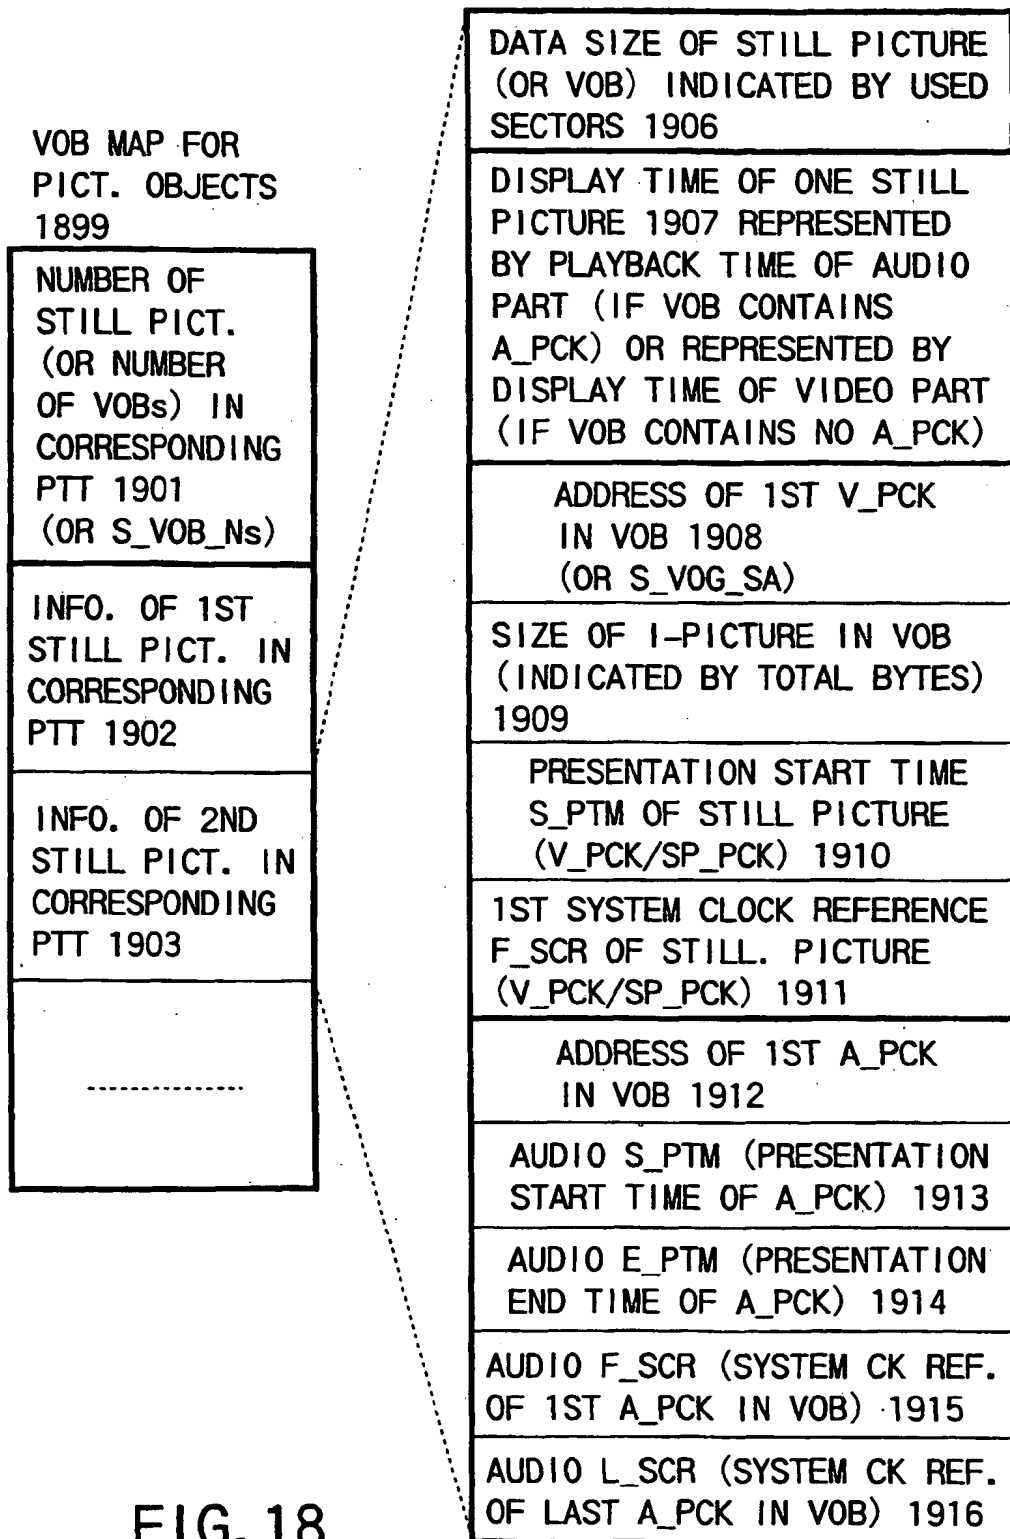 VOB MAP FOR
PICT. OBJECTS
1899
NUMBER OF
STILL PICT.
(OR NUMBER
OF VOBs) IN
CORRESPONDING
PTT 1901
(OR S_VOB_Ns)
INFO. OF 1ST
STILL PICT. IN
CORRESPONDING
PTT 1902
INFO. OF 2ND
STILL PICT. IN
CORRESPONDING
PTT 1903
DATA SIZE OF STILL PICTURE
(OR VOB) INDICATED BY USED
SECTORS 1906
DISPLAY TIME OF ONE STILL
PICTURE 1907 REPRESENTED
BY PLAYBACK TIME OF AUDIO
PART (IF VOB CONTAINS
A_PCK) OR REPRESENTED BY
DISPLAY TIME OF VIDEO PART
(IF VOB CONTAINS NO A_PCK)
ADDRESS OF 1ST V_PCK
IN VOB 1908
(OR S_VOG_SA)
SIZE OF I-PICTURE IN VOB
(INDICATED BY TOTAL BYTES)
1909
PRESENTATION START TIME
S_PTM OF STILL PICTURE
(V_PCK/SP_PCK) 1910
1ST SYSTEM CLOCK REFERENCE
F_SCR OF STILL. PICTURE
(V_PCK/SP_PCK) 1911
ADDRESS OF 1ST A_PCK
IN VOB 1912
AUDIO S_PTM (PRESENTATION
START TIME OF A_PCK) 1913
AUDIO E_PTM (PRESENTATION
END TIME OF A_PCK) 1914
AUDIO F_SCR (SYSTEM CK REF.
OF 1ST A_PCK IN VOB) 1915
AUDIO L_SCR (SYSTEM CK REF.
OF LAST A_PCK IN VOB) 1916
FIG. 18